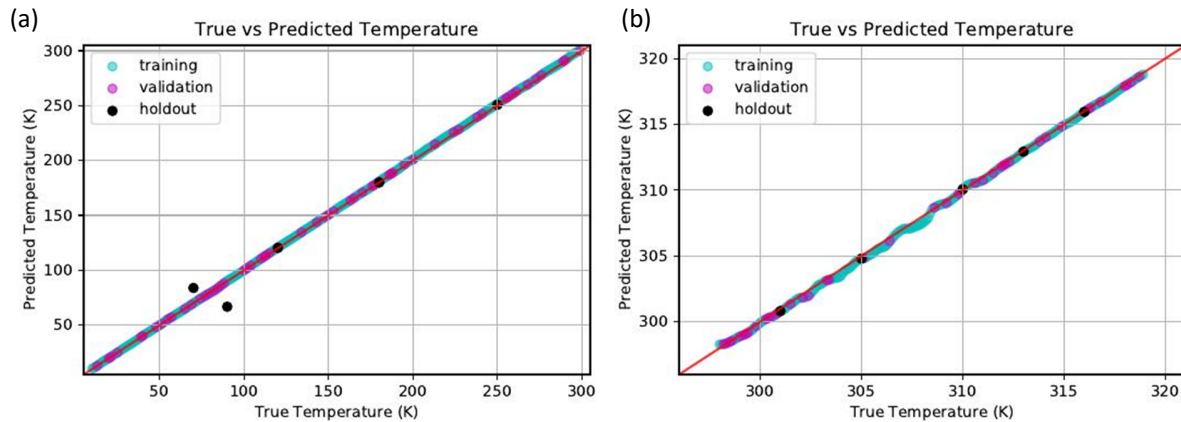 (a)
True vs Predicted Temperature
300
250
200
150
100
50
training
validation
holdout
Predicted Temperature (K)
50
100
150
200
250
300
True Temperature (K)
(b)
True vs Predicted Temperature
320
315
310
305
300
training
validation
holdout
Predicted Temperature (K)
300
305
310
315
320
True Temperature (K)